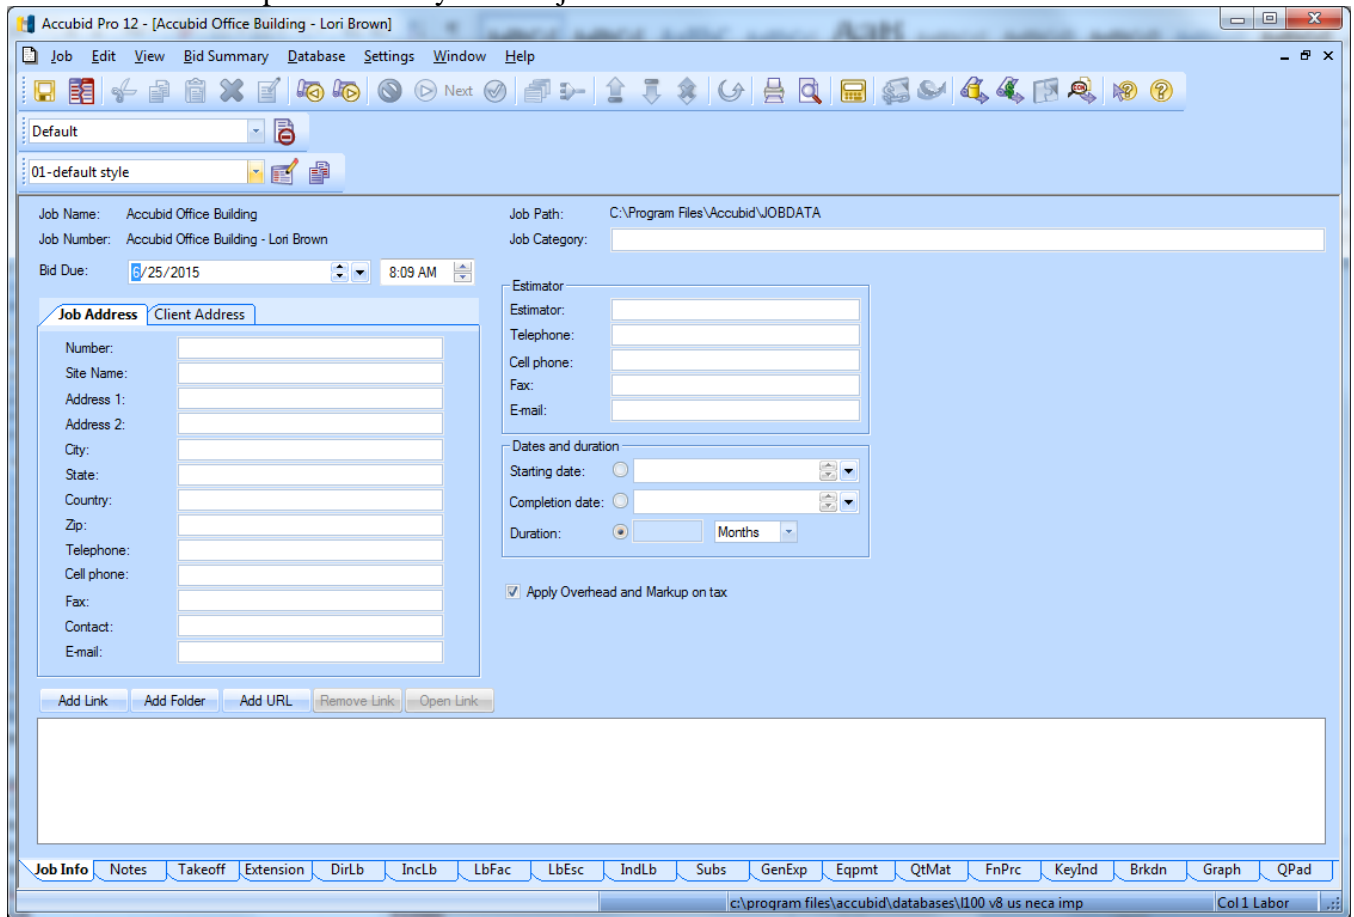 Accubid Pro 12 - [Accubid Office Building - Lori Brown]
Job Edit View Bid Summary Database Settings Window Help
Next
Default
01-default style
Job Name: Accubid Office Building
Job Path: C:\Program Files\Accubid\JOBDATA
Job Number: Accubid Office Building - Lori Brown
Job Category:
Bid Due: 6/25/2015 8:09 AM
Job Address Client Address
Number:
Site Name:
Address 1:
Address 2:
City:
State:
Country:
Zip:
Telephone:
Cell phone:
Fax:
Contact:
E-mail:
Estimator
Estimator:
Telephone:
Cell phone:
Fax:
E-mail:
Dates and duration
Starting date:
Completion date:
Duration: Months
Apply Overhead and Markup on tax
Add Link Add Folder Add URL Remove Link Open Link
Job Info Notes Takeoff Extension DirLb IncLb LbFac LbEsc IndLb Subs GenExp Eqpmt QtMat FnPrc KeyInd Brkdn Graph QPad
c:\program files\accubid\databases\l100 v8 us neca imp Col 1 Labor